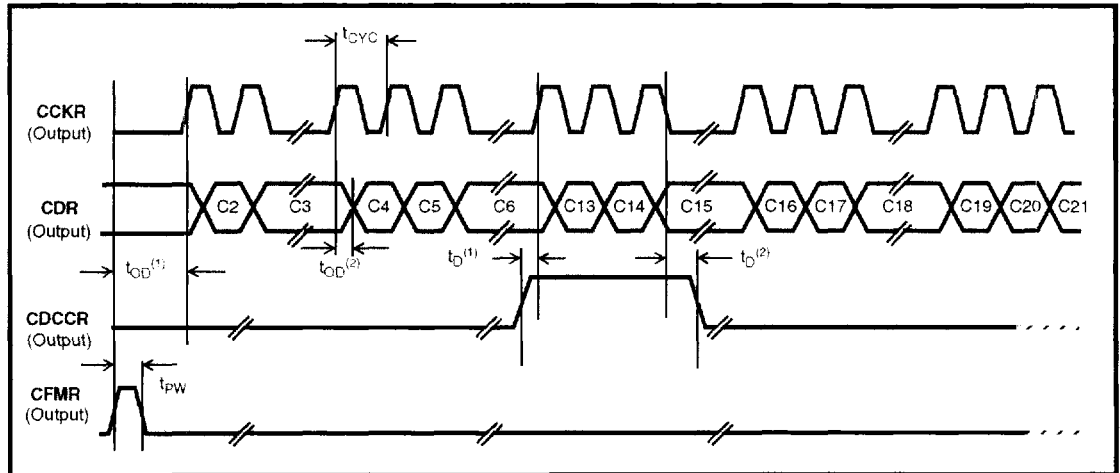 tCYC
CCKR
(Output)
CDR
(Output)
C2 C3 C4 C5 C6 C13 C14 C15 C16 C17 C18 C19 C20 C21
tOD(1) tOD(2) tD(1) tD(2)
CDCCR
(Output)
tPW
CFMR
(Output)